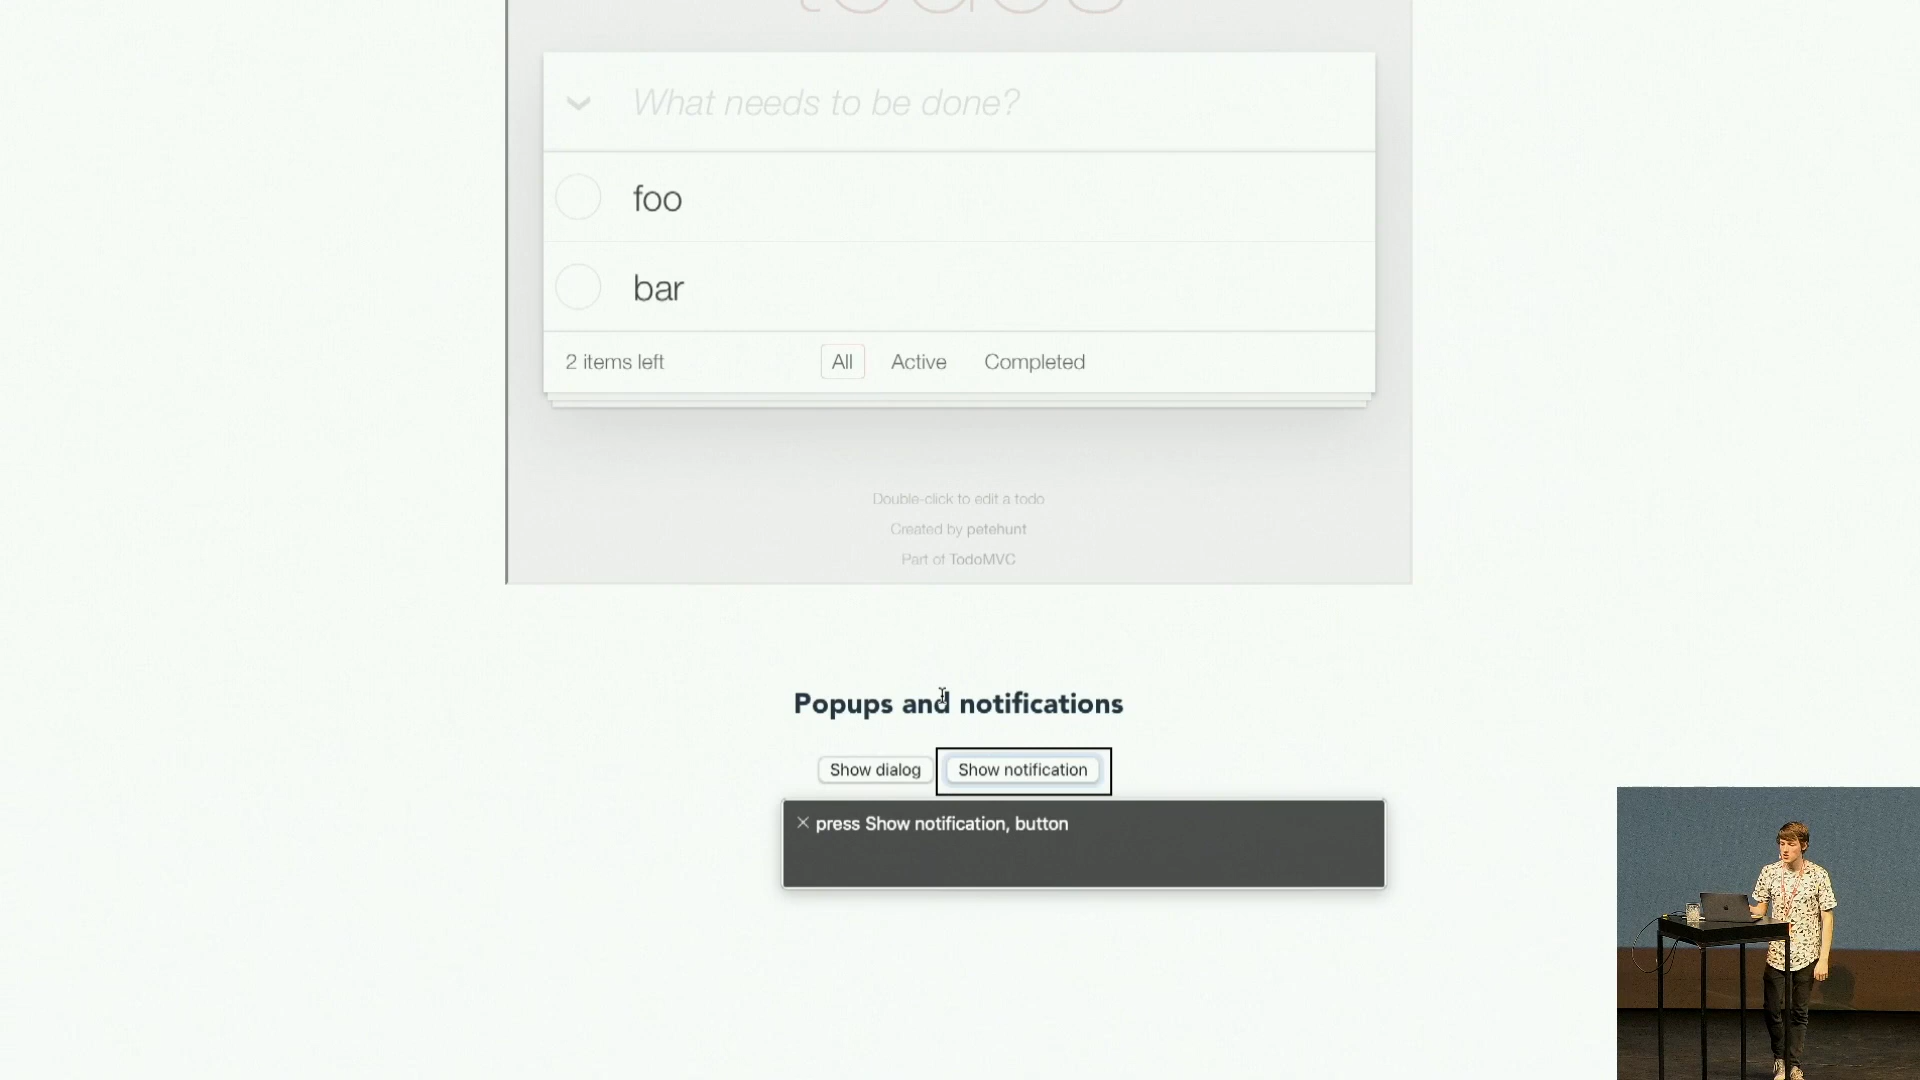 todos
What needs to be done?
foo
bar
2 items left All Active Completed
Double-click to edit a todo
Created by petehunt
Part of TodoMVC
Popups and notifications
Show dialog Show notification
press Show notification, button